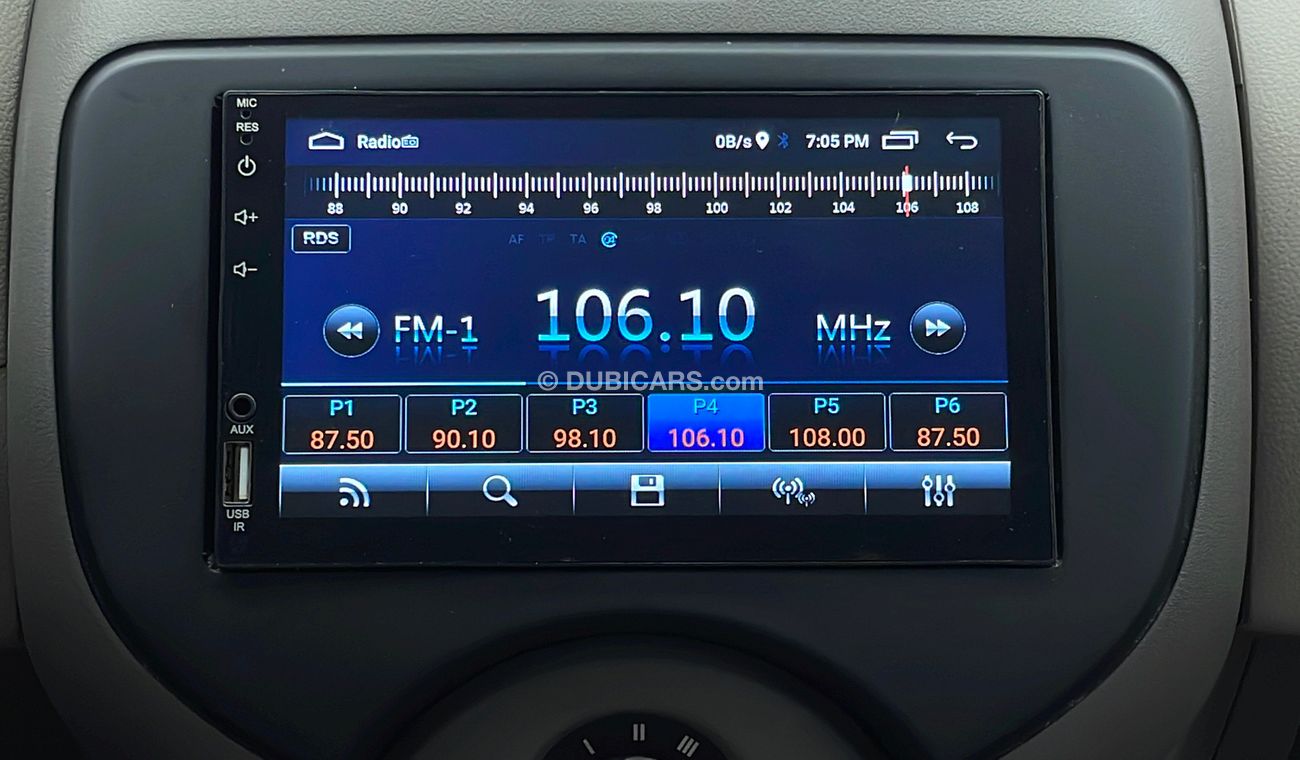 MIC
RES
Radio
0B/s 7:05 PM
88 90 92 94 96 98 100 102 104 106 108
RDS
AF TP TA
FM-1 106.10 MHz
© DUBICARS.com
P1 P2 P3 P4 P5 P6
87.50 90.10 98.10 106.10 108.00 87.50
AUX
USB
IR